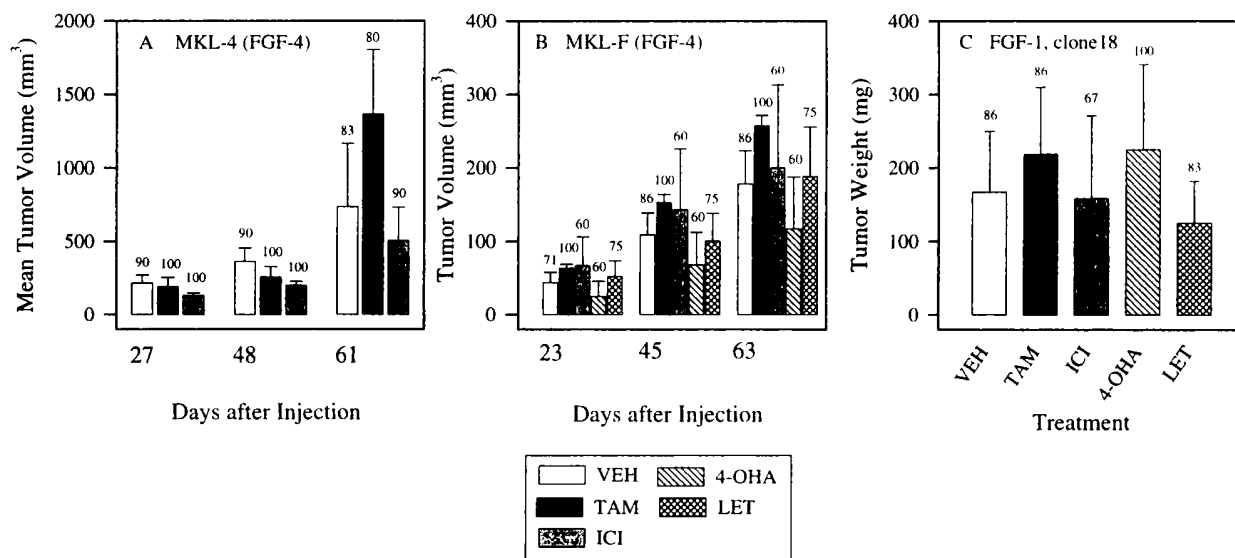 A MKL-4 (FGF-4)
Mean Tumor Volume (mm³)
2000
1500
1000
500
0
90 100 100
90 100 100
83 80 90
27 48 61
Days after Injection
B MKL-F (FGF-4)
Tumor Volume (mm³)
400
300
200
100
0
71 100 60 60 75
86 100 60 60 75
86 100 60 60 75
23 45 63
Days after Injection
C FGF-1, clone18
Tumor Weight (mg)
400
300
200
100
0
86 86 67 100 83
VEH TAM ICI 4-OHA LET
Treatment
VEH 4-OHA
TAM LET
ICI